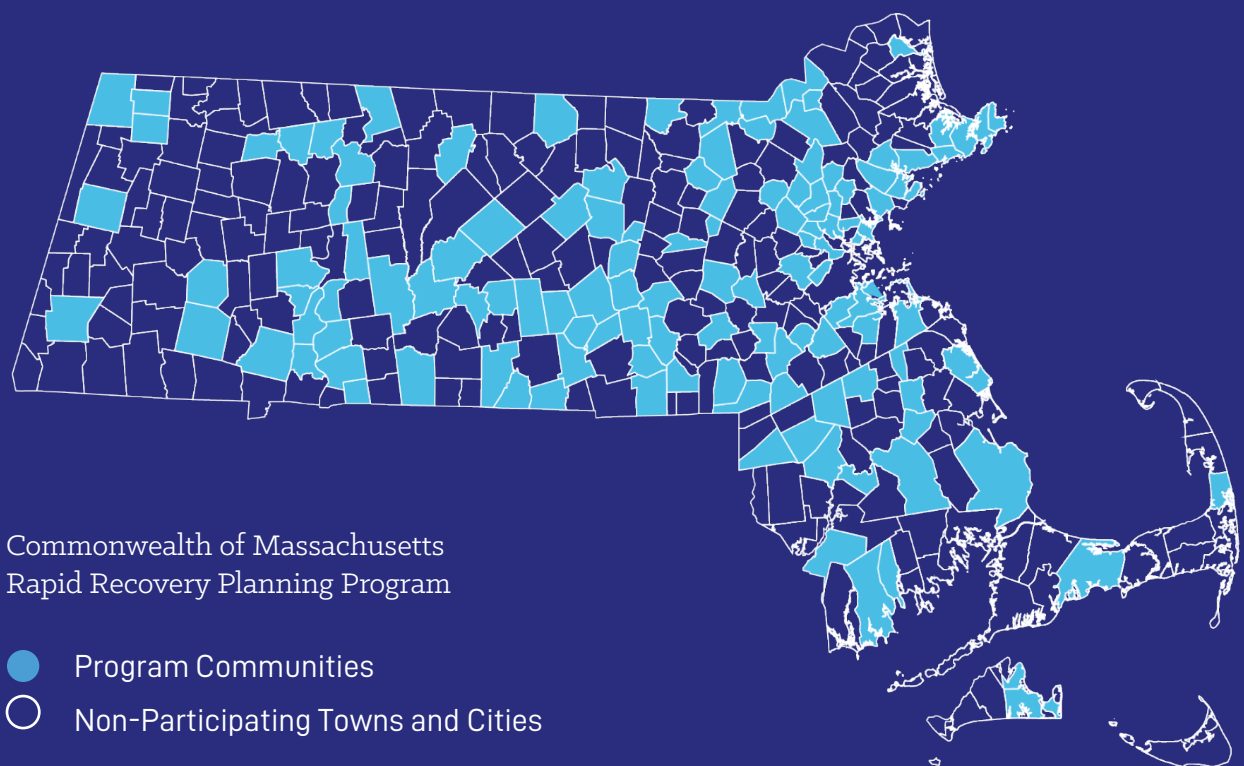 Commonwealth of Massachusetts
Rapid Recovery Planning Program
Program Communities
Non-Participating Towns and Cities